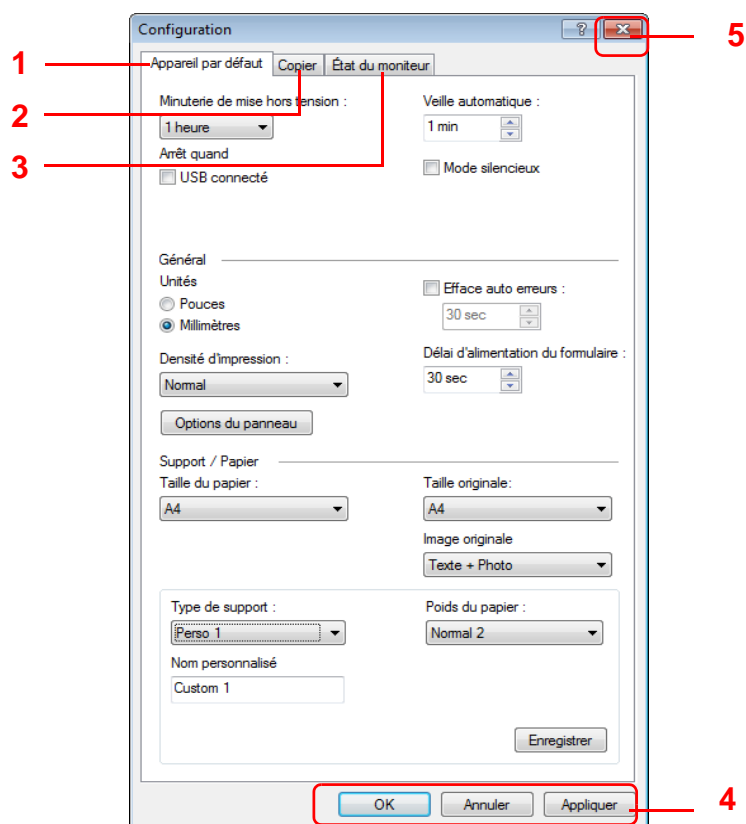 Configuration
5
1
Appareil par défaut Copier État du moniteur
Minuterie de mise hors tension : Veille automatique :
2
1 heure 1 min
Arrêt quand
3
USB connecté Mode silencieux
Général
Unités
Pouces Efface auto erreurs :
Millimètres 30 sec
Densité d'impression : Délai d'alimentation du formulaire :
Normal 30 sec
Options du panneau
Support / Papier
Taille du papier : Taille originale:
A4 A4
Image originale
Texte + Photo
Type de support : Poids du papier :
Perso 1 Normal 2
Nom personnalisé
Custom 1
Enregistrer
OK Annuler Appliquer 4